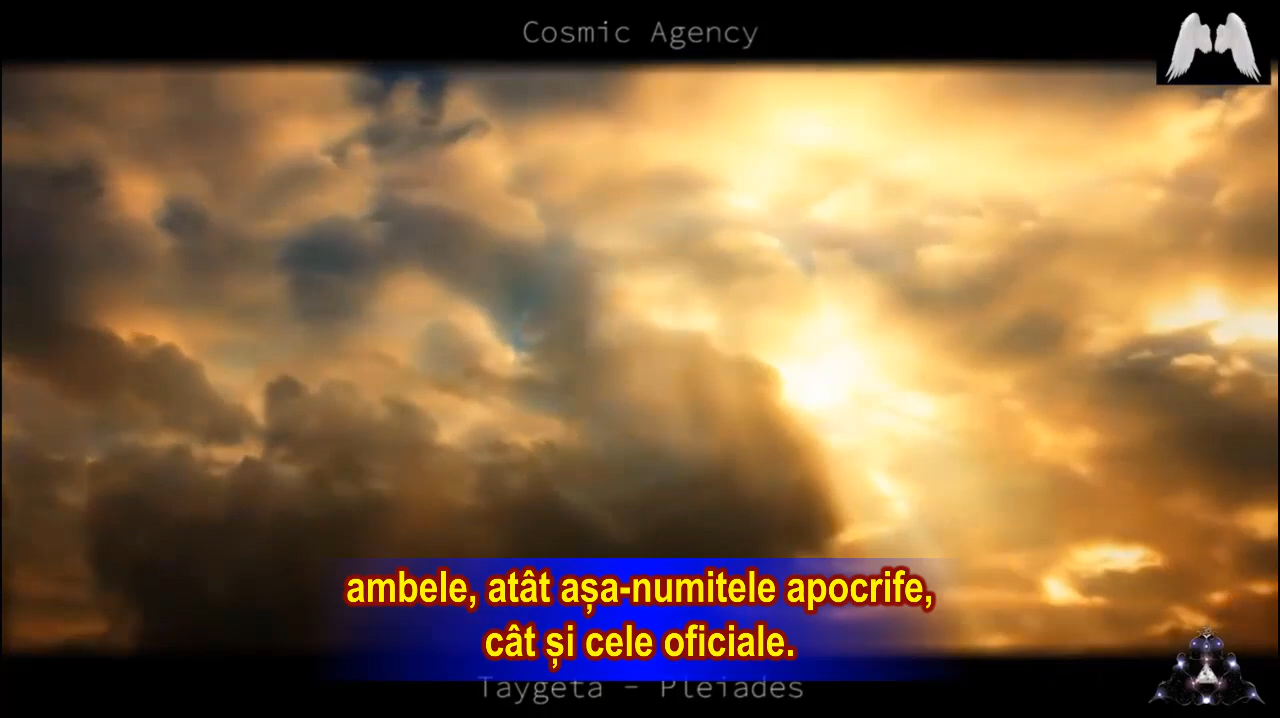 Cosmic Agency
ambele, atât așa-numitele apocrife,
cât și cele oficiale.
Taygeta - Pleiades